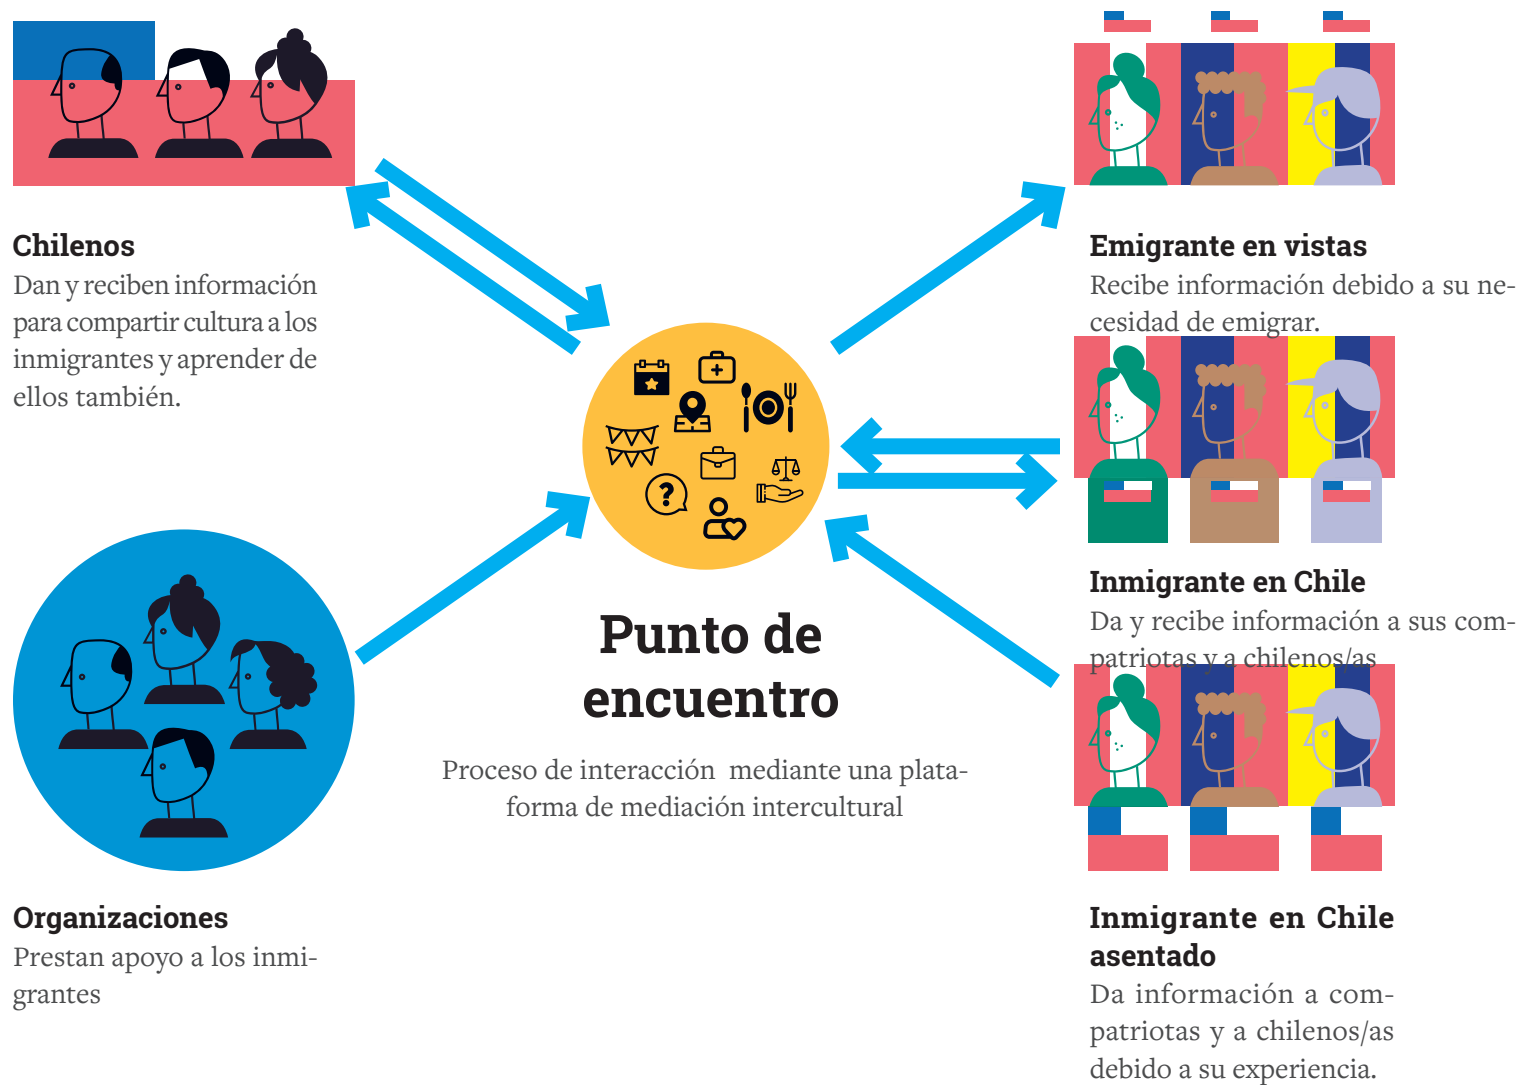 Chilenos
Dan y reciben información
para compartir cultura a los
inmigrantes y aprender de
ellos también.
Organizaciones
Prestan apoyo a los inmi-
grantes
?
Punto de
encuentro
Proceso de interacción mediante una plata-
forma de mediación intercultural
Emigrante en vistas
Recibe información debido a su ne-
cesidad de emigrar.
Inmigrante en Chile
Da y recibe información a sus com-
patriotas y a chilenos/as
Inmigrante en Chile
asentado
Da información a com-
patriotas y a chilenos/as
debido a su experiencia.